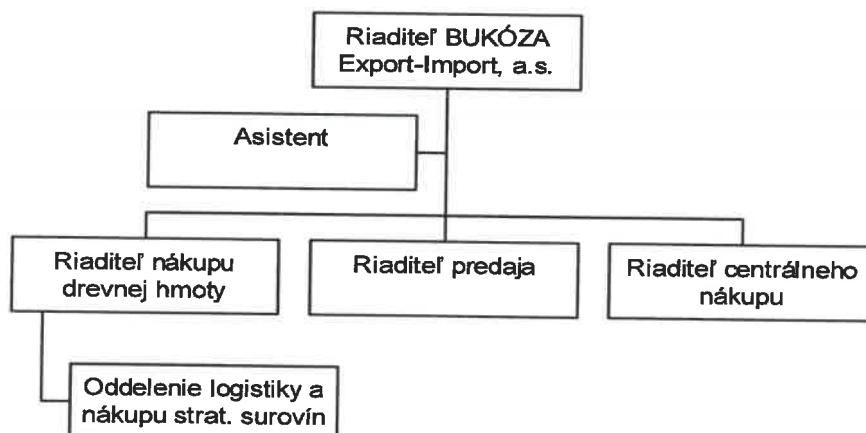 Riaditeľ BUKÓZA
Export-Import, a.s.
Asistent
Riaditeľ nákupu
drevnej hmoty
Riaditeľ predaja
Riaditeľ centrálneho
nákupu
Oddelenie logistiky a
nákupu strat. surovín